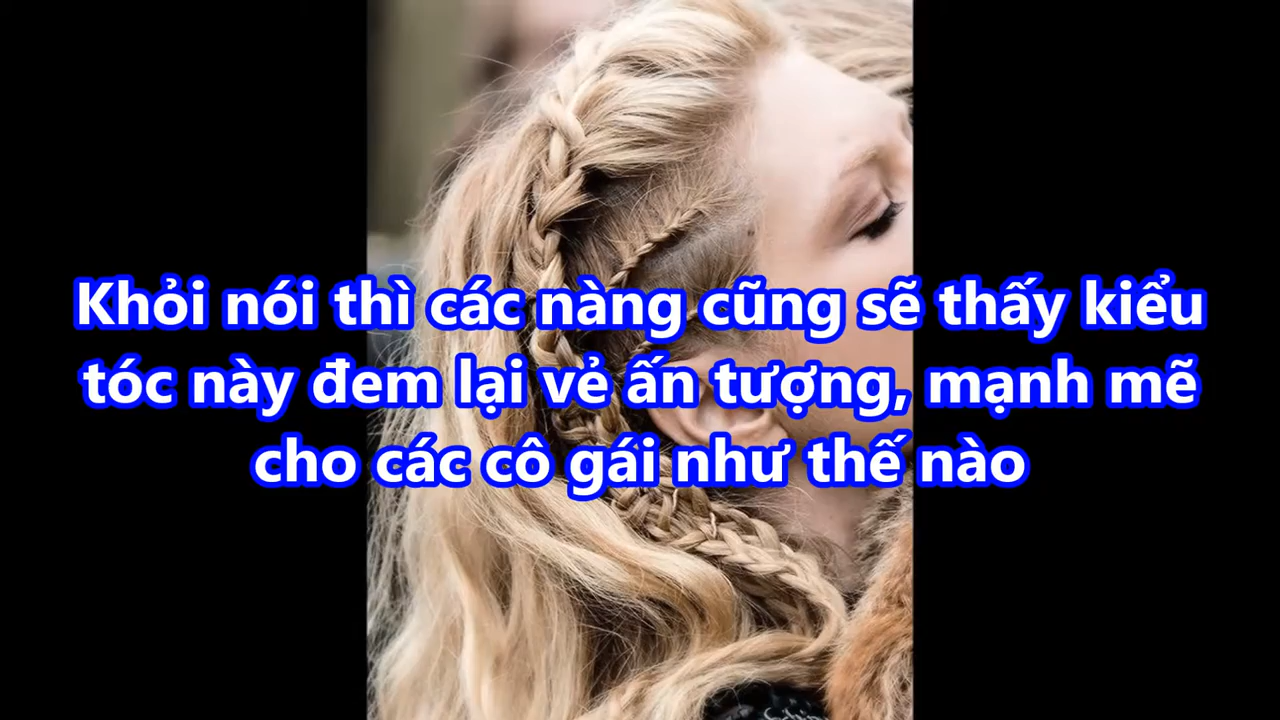 Khỏi nói thì các nàng cũng sẽ thấy kiểu
tóc này đem lại vẻ ấn tượng, mạnh mẽ
cho các cô gái như thế nào